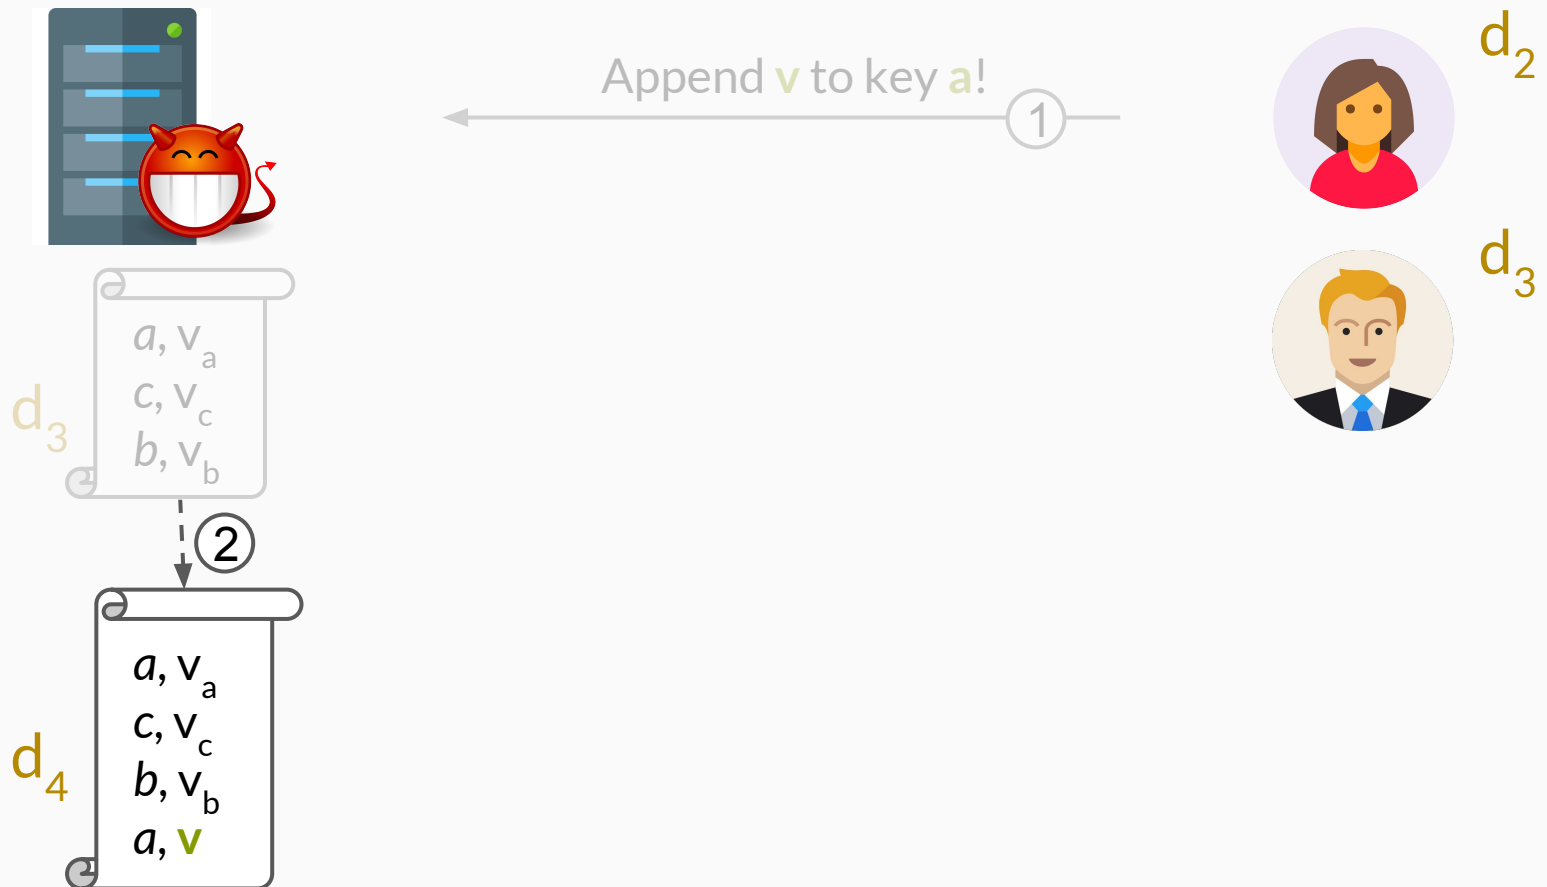 d2
Append v to key a!
1
d3
a, va
c, vc
b, vb
d3
2
a, va
c, vc
b, vb
a, v
d4